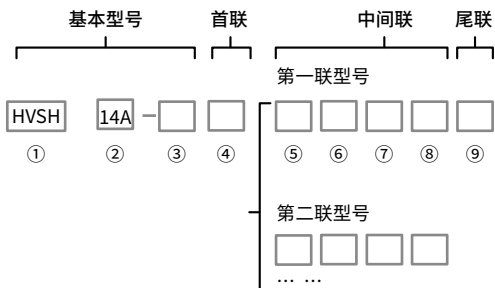 基本型号 首联 中间联 尾联
第一联型号
HVSH 14A –
① ② ③ ④ ⑤ ⑥ ⑦ ⑧ ⑨
第二联型号
… …